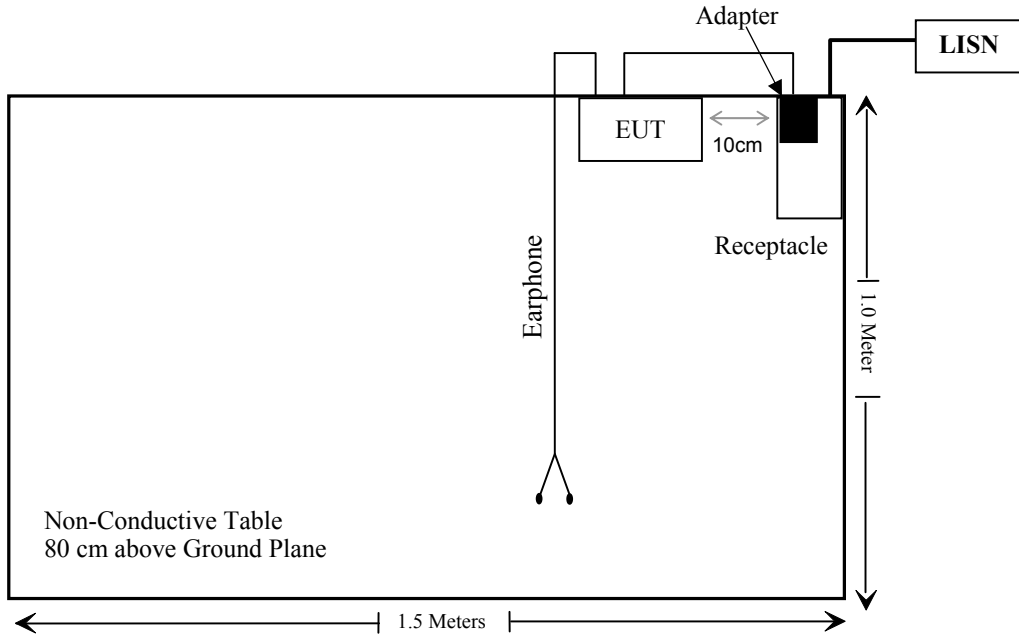 Adapter
LISN
EUT
10cm
Receptacle
Earphone
1.0 Meter
Non-Conductive Table
80 cm above Ground Plane
1.5 Meters